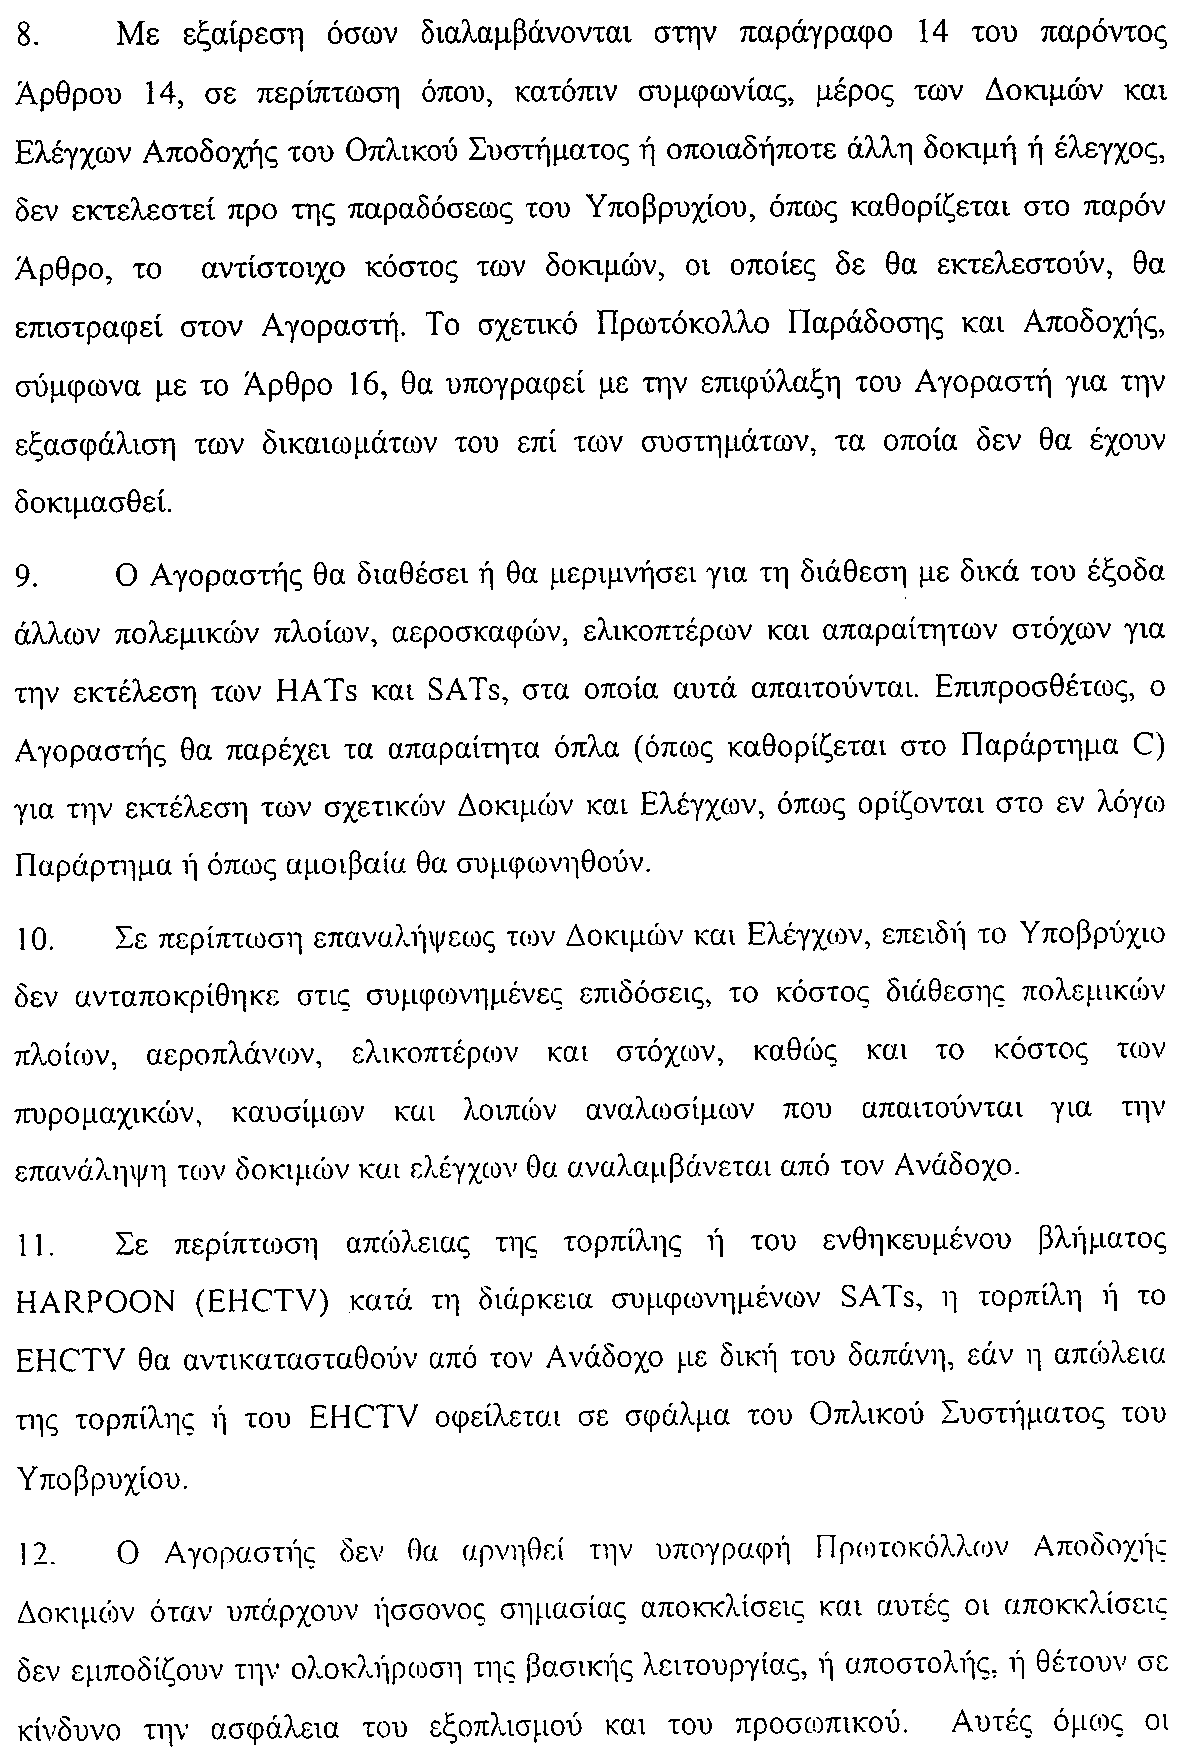 8. Με εξαίρεση όσων διαλαμβάνονται στην παράγραφο 14 του παρόντος
Άρθρου 14, σε περίπτωση όπου, κατόπιν συμφωνίας, μέρος των Δοκιμών και
Ελέγχων Αποδοχής του Οπλικού Συστήματος ή οποιαδήποτε άλλη δοκιμή ή έλεγχος,
δεν εκτελεστεί προ της παραδόσεως του Υποβρυχίου, όπως καθορίζεται στο παρόν
Άρθρο, το αντίστοιχο κόστος των δοκιμών, οι οποίες δε θα εκτελεστούν, θα
επιστραφεί στον Αγοραστή. Το σχετικό Πρωτόκολλο Παράδοσης και Αποδοχής,
σύμφωνα με το Άρθρο 16, θα υπογραφεί με την επιφύλαξη του Αγοραστή για την
εξασφάλιση των δικαιωμάτων του επί των συστημάτων, τα οποία δεν θα έχουν
δοκιμασθεί.
9. Ο Αγοραστής θα διαθέσει ή θα μεριμνήσει για τη διάθεση με δικά του έξοδα
άλλων πολεμικών πλοίων, αεροσκαφών, ελικοπτέρων και απαραίτητων στόχων για
την εκτέλεση των HATs και SATs, στα οποία αυτά απαιτούνται. Επιπροσθέτως, ο
Αγοραστής θα παρέχει τα απαραίτητα όπλα (όπως καθορίζεται στο Παράρτημα C)
για την εκτέλεση των σχετικών Δοκιμών και Ελέγχων, όπως ορίζονται στο εν λόγω
Παράρτημα ή όπως αμοιβαία θα συμφωνηθούν.
10. Σε περίπτωση επαναλήψεως των Δοκιμών και Ελέγχων, επειδή το Υποβρύχιο
δεν ανταποκρίθηκε στις συμφωνημένες επιδόσεις, το κόστος διάθεσης πολεμικών
πλοίων, αεροπλάνων, ελικοπτέρων και στόχων, καθώς και το κόστος των
πυρομαχικών, καυσίμων και λοιπών αναλωσίμων που απαιτούνται για την
επανάληψη των δοκιμών και ελέγχων θα αναλαμβάνεται από τον Ανάδοχο.
11. Σε περίπτωση απώλειας της τορπίλης ή του ενθηκευμένου βλήματος
HARPOON (EHCTV) κατά τη διάρκεια συμφωνημένων SATs, η τορπίλη ή το
EHCTV θα αντικατασταθούν από τον Ανάδοχο με δική του δαπάνη, εάν η απώλεια
της τορπίλης ή του EHCTV οφείλεται σε σφάλμα του Οπλικού Συστήματος του
Υποβρυχίου.
12. Ο Αγοραστής δεν θα αρνηθεί την υπογραφή Πρωτοκόλλων Αποδοχής
Δοκιμών όταν υπάρχουν ήσσονος σημασίας αποκκλίσεις και αυτές οι αποκκλίσεις
δεν εμποδίζουν την ολοκλήρωση της βασικής λειτουργίας, ή αποστολής, ή θέτουν σε
κίνδυνο την ασφάλεια του εξοπλισμού και του προσωπικού. Αυτές όμως οι